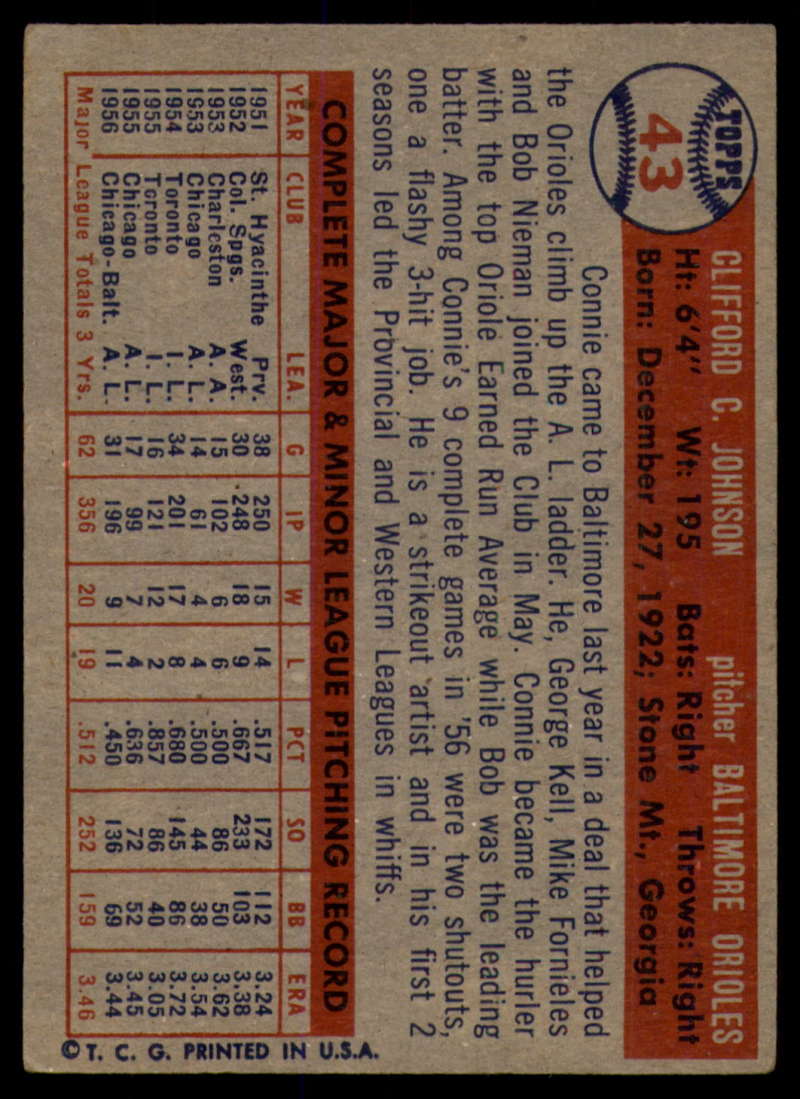 TOPPS
43
CLIFFORD C. JOHNSON pitcher BALTIMORE ORIOLES
Ht: 6'4" Wt: 195 Bats: Right Throws: Right
Born: December 27, 1922; Stone Mt., Georgia
Connie came to Baltimore last year in a deal that helped
the Orioles climb up the A. L. ladder. He, George Kell, Mike Fornieles
and Bob Nieman joined the Club in May. Connie became the hurler
with the top Oriole Earned Run Average while Bob was the leading
batter. Among Connie's 9 complete games in '56 were two shutouts,
one a flashy 3-hit job. He is a strikeout artist and in his first 2
seasons led the Provincial and Western Leagues in whiffs.
COMPLETE MAJOR & MINOR LEAGUE PITCHING RECORD
YEAR CLUB LEA. G IP W L PCT SO BB ERA
1951 St. Hyacinthe Prv. 38 250 15 14 .517 172 112 3.24
1952 Col. Spgs. West. 30 248 18 9 .667 233 103 3.38
1953 Charleston A. A. 15 102 6 6 .500 86 50 3.62
1953 Chicago A. L. 14 61 4 4 .500 44 38 3.54
1954 Toronto I. L. 34 201 17 8 .680 145 86 3.72
1955 Toronto I. L. 16 121 12 2 .857 86 40 3.05
1955 Chicago A. L. 17 99 7 4 .636 72 52 3.45
1956 Chicago-Balt. A. L. 31 196 9 11 .450 136 69 3.44
Major League Totals 3 Yrs. 62 356 20 19 .512 252 159 3.46
© T. C. G. PRINTED IN U.S.A.